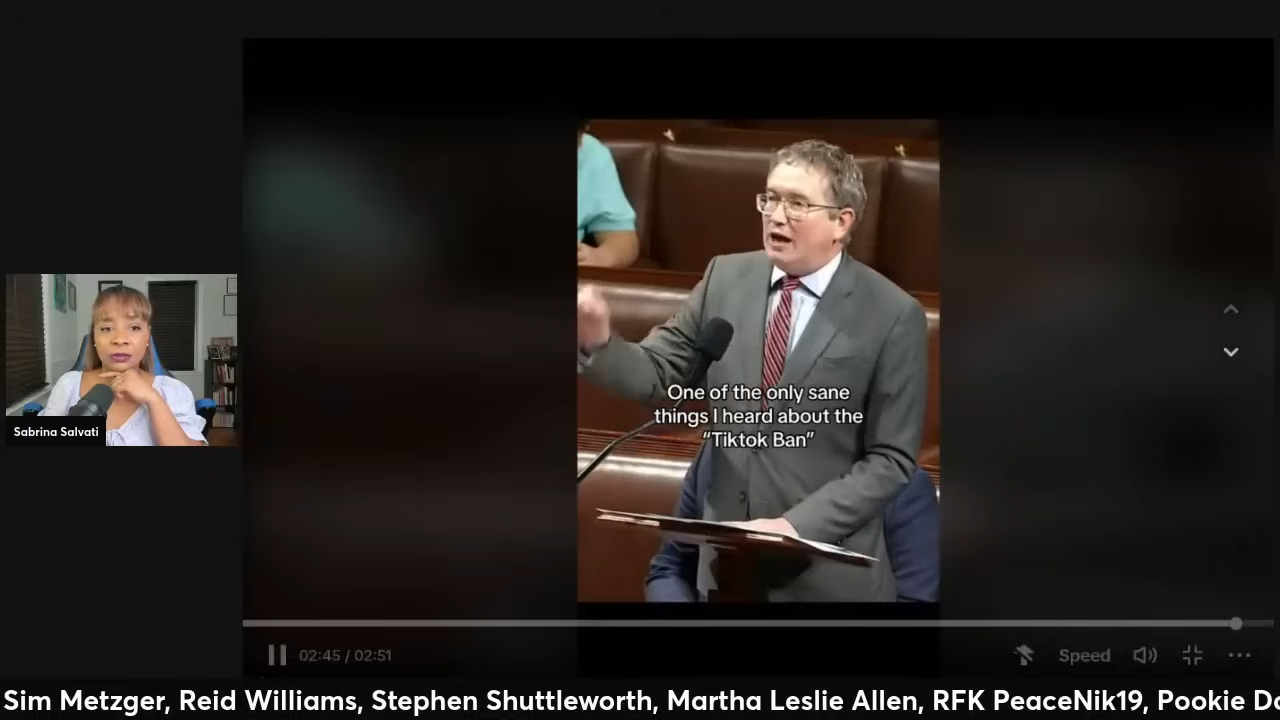 One of the only sane
things I heard about the
“Tiktok Ban”
Sabrina Salvati
02:45 / 02:51
Speed
Sim Metzger, Reid Williams, Stephen Shuttleworth, Martha Leslie Allen, RFK PeaceNik19, Pookie